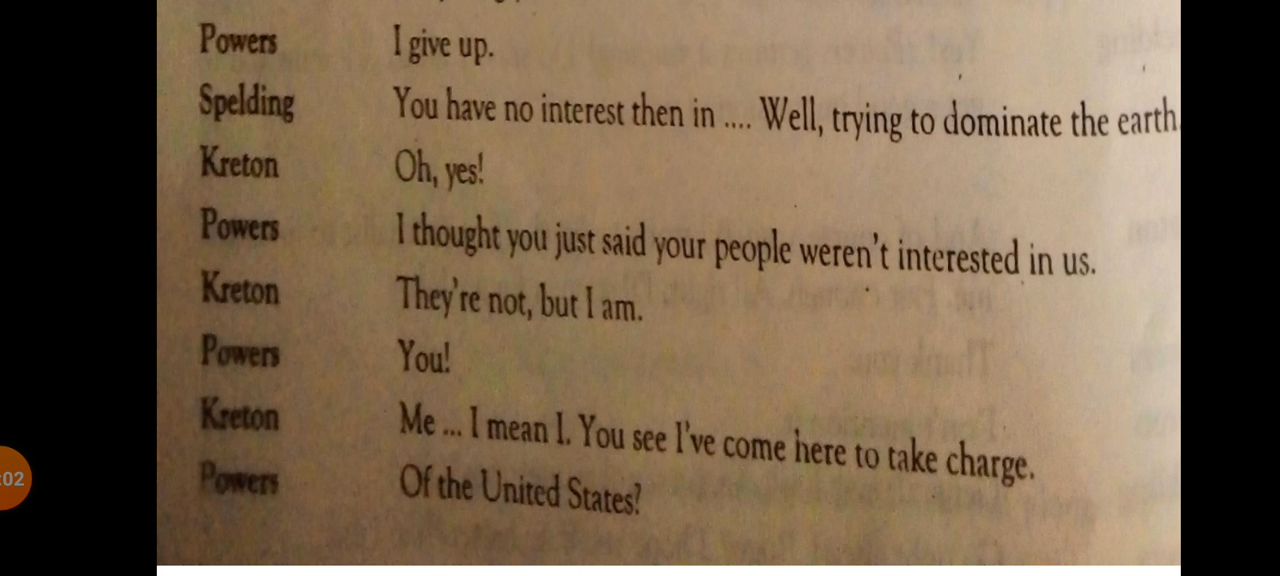 Powers I give up.
Spelding You have no interest then in .... Well, trying to dominate the earth.
Kreton Oh, yes!
Powers I thought you just said your people weren't interested in us.
Kreton They're not, but I am.
Powers You!
Kreton Me ... I mean I. You see I've come here to take charge.
Powers Of the United States?
:02